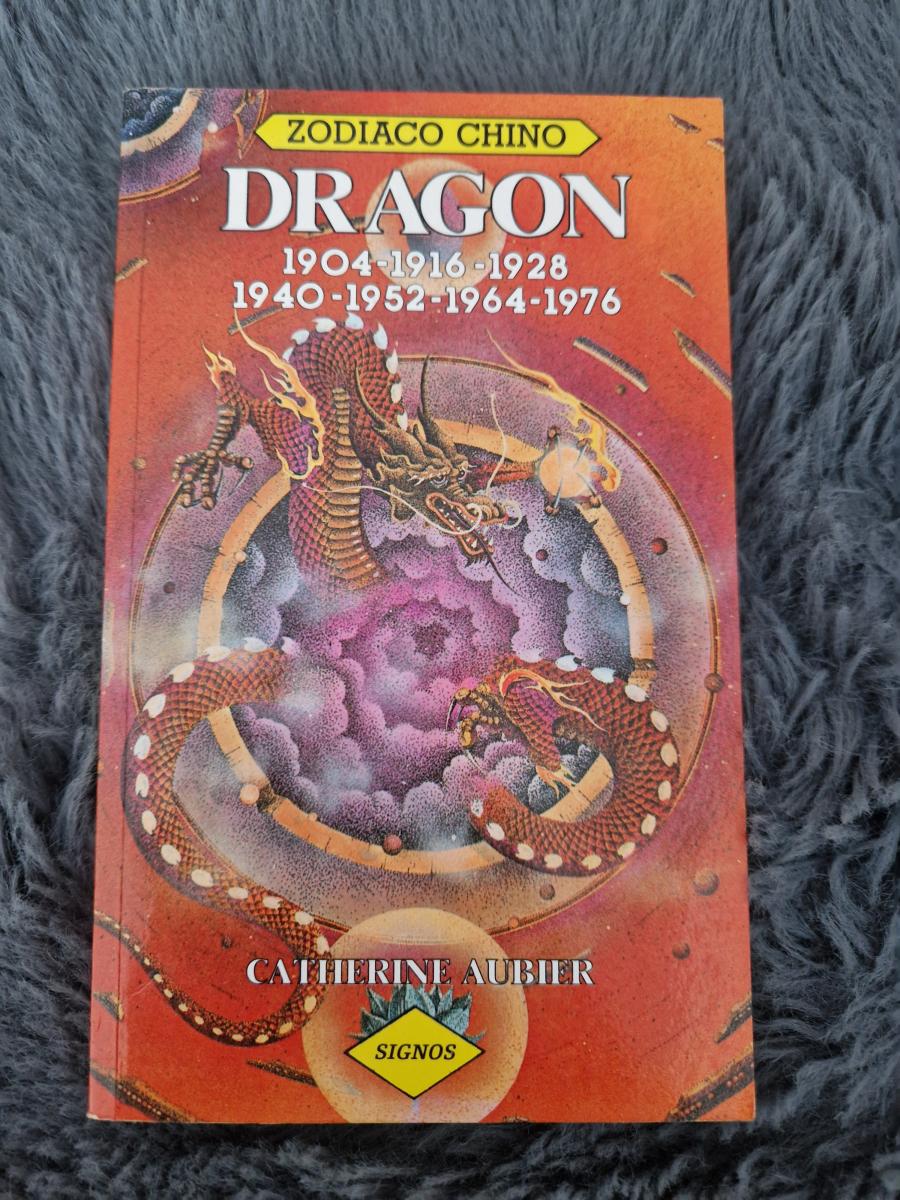 ZODIACO CHINO
DRAGON
1904-1916-1928
1940-1952-1964-1976
CATHERINE AUBIER
SIGNOS